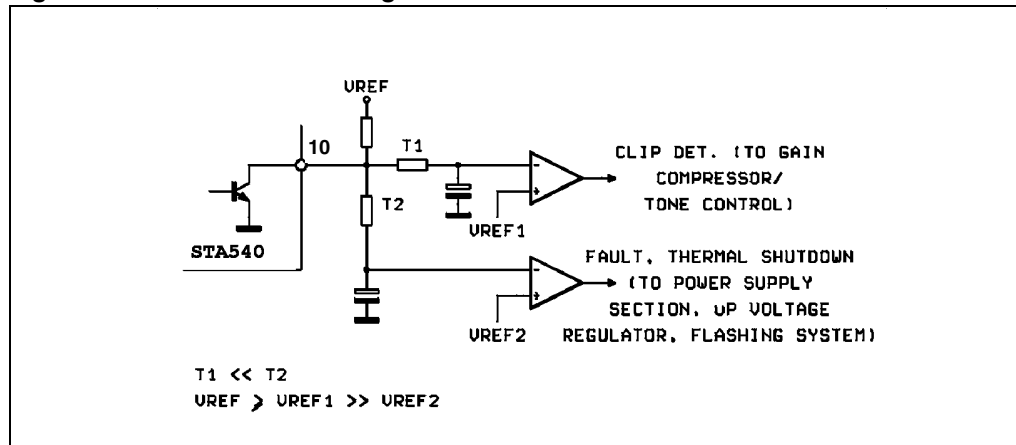 VREF
10
T1
T2
STA540
-
+
VREF1
CLIP DET. (TO GAIN
COMPRESSOR/
TONE CONTROL)
-
+
VREF2
FAULT, THERMAL SHUTDOWN
(TO POWER SUPPLY
SECTION, uP VOLTAGE
REGULATOR, FLASHING SYSTEM)
T1 << T2
VREF > VREF1 >> VREF2